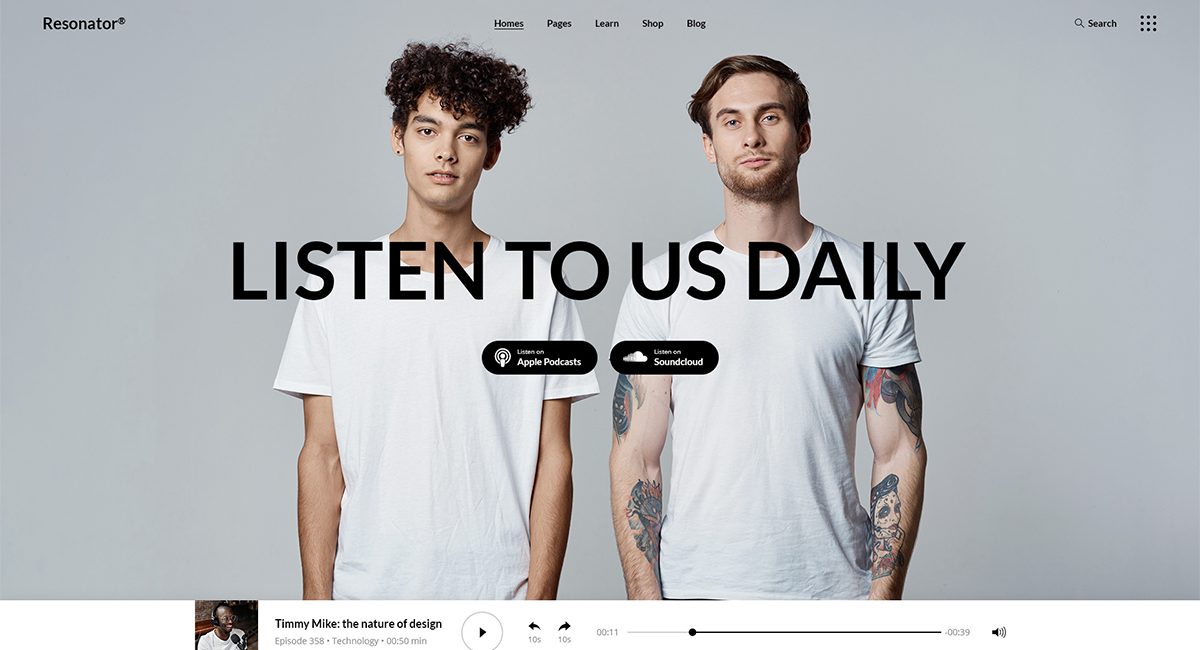 Resonator®
Homes Pages Learn Shop Blog
Search
LISTEN TO US DAILY
Listen on
Apple Podcasts
Listen on
Soundcloud
Timmy Mike: the nature of design
Episode 358 • Technology • 00:50 min
10s 10s
00:11
-00:39